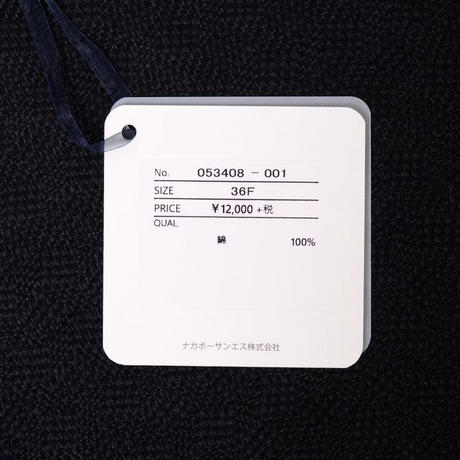 No. 053408 - 001
SIZE 36F
PRICE ¥12,000 +税
QUAL.
綿 100%
ナカボーサンエス株式会社